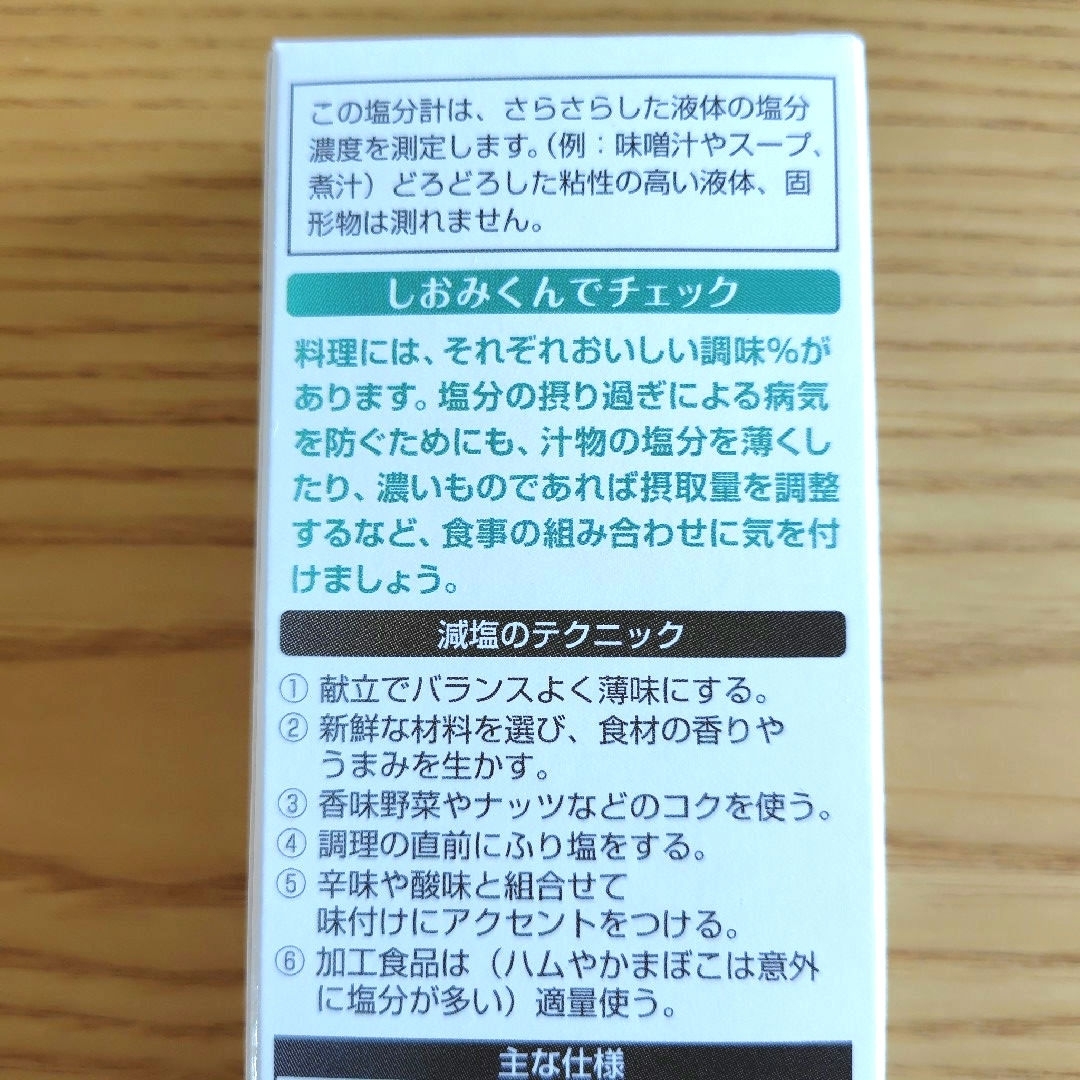 この塩分計は、さらさらした液体の塩分
濃度を測定します。(例：味噌汁やスープ、
煮汁）どろどろした粘性の高い液体、固
形物は測れません。
しおみくんでチェック
料理には、それぞれおいしい調味%が
あります。塩分の摂り過ぎによる病気
を防ぐためにも、汁物の塩分を薄くし
たり、濃いものであれば摂取量を調整
するなど、食事の組み合わせに気を付
けましょう。
減塩のテクニック
① 献立でバランスよく薄味にする。
② 新鮮な材料を選び、食材の香りや
うまみを生かす。
③ 香味野菜やナッツなどのコクを使う。
④ 調理の直前にふり塩をする。
⑤ 辛味や酸味と組合せて
味付けにアクセントをつける。
⑥ 加工食品は（ハムやかまぼこは意外
に塩分が多い）適量使う。
主な仕様